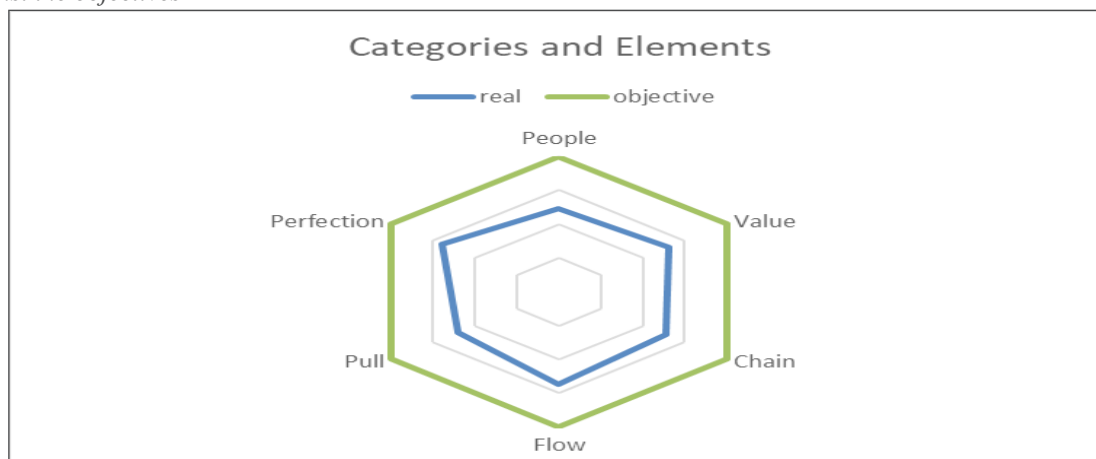 Categories and Elements
real objective
People
Perfection Value
Pull Chain
Flow